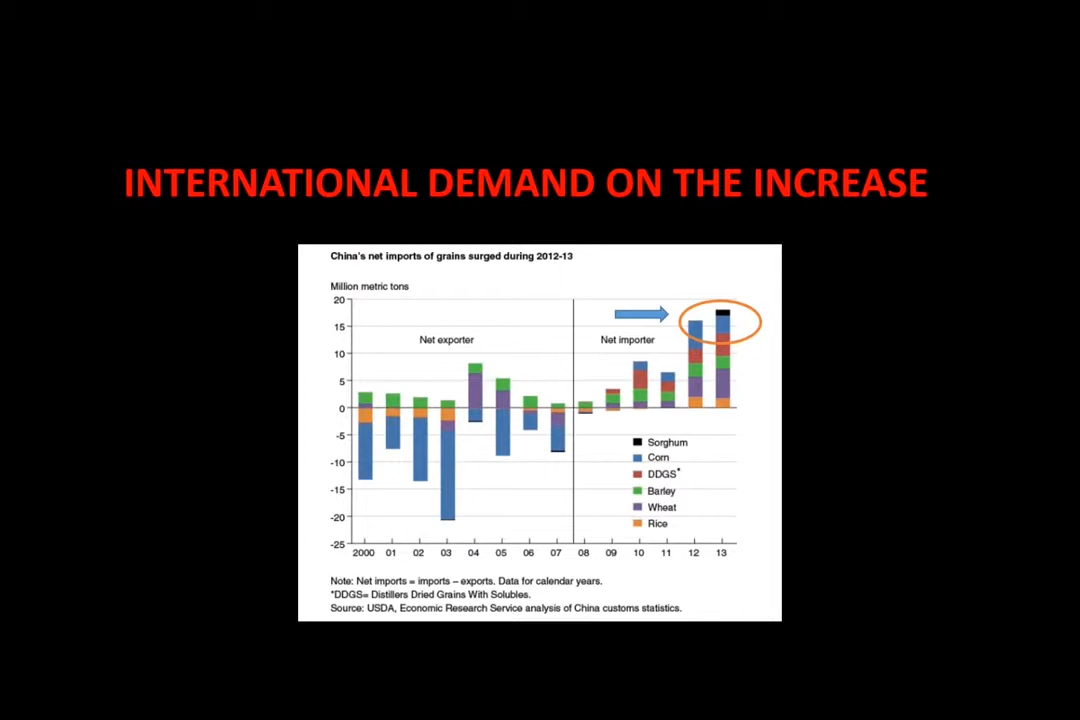 INTERNATIONAL DEMAND ON THE INCREASE
China's net imports of grains surged during 2012-13
Million metric tons
20
15
10
5
0
-5
-10
-15
-20
-25
Net exporter
Net importer
Sorghum
Corn
DDGS*
Barley
Wheat
Rice
2000 01 02 03 04 05 06 07 08 09 10 11 12 13
Note: Net imports = imports – exports. Data for calendar years.
*DDGS= Distillers Dried Grains With Solubles.
Source: USDA, Economic Research Service analysis of China customs statistics.